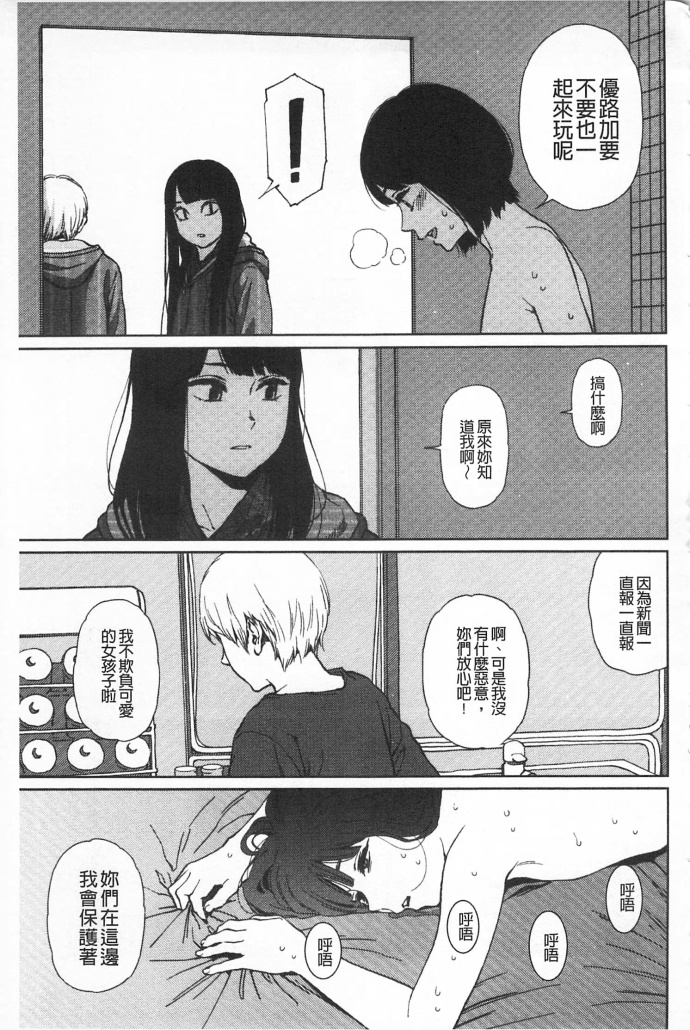 優路加要
不要也一
起來玩呢
！
搞什麼啊
原來妳知
道我啊～
因為新聞一
直報一直報
啊、可是我沒
有什麼惡意，
妳們放心吧！
我不欺負可愛
的女孩子啦
呼唔
呼唔
呼唔
呼唔
妳們在這邊
我會保護著